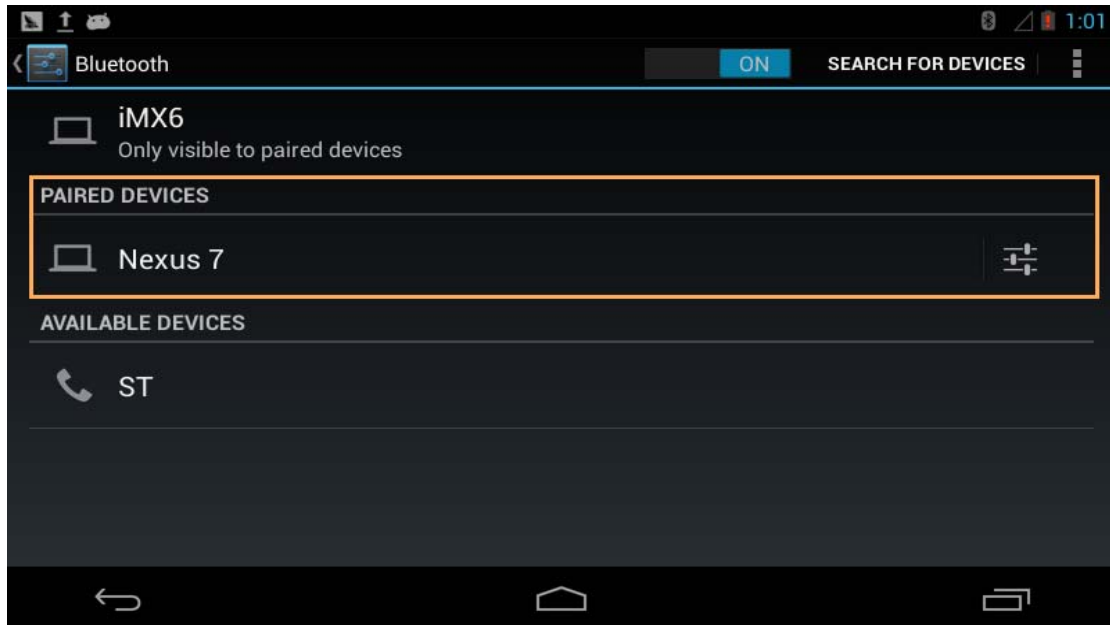 1:01
Bluetooth
ON
SEARCH FOR DEVICES
iMX6
Only visible to paired devices
PAIRED DEVICES
Nexus 7
AVAILABLE DEVICES
ST